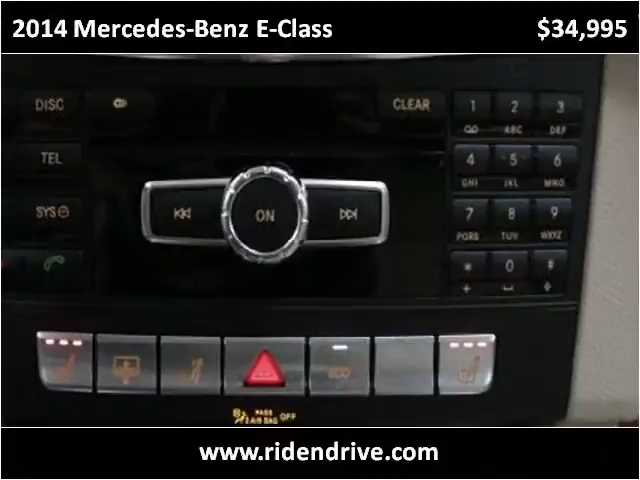 2014 Mercedes-Benz E-Class $34,995
DISC CLEAR 1 2 3
ABC DEF
TEL 4 5 6
GHI JKL MNO
SYS ON 7 8 9
PQRS TUV WXYZ
* 0 #
+
ECO
PASS AIR BAG OFF
www.ridendrive.com